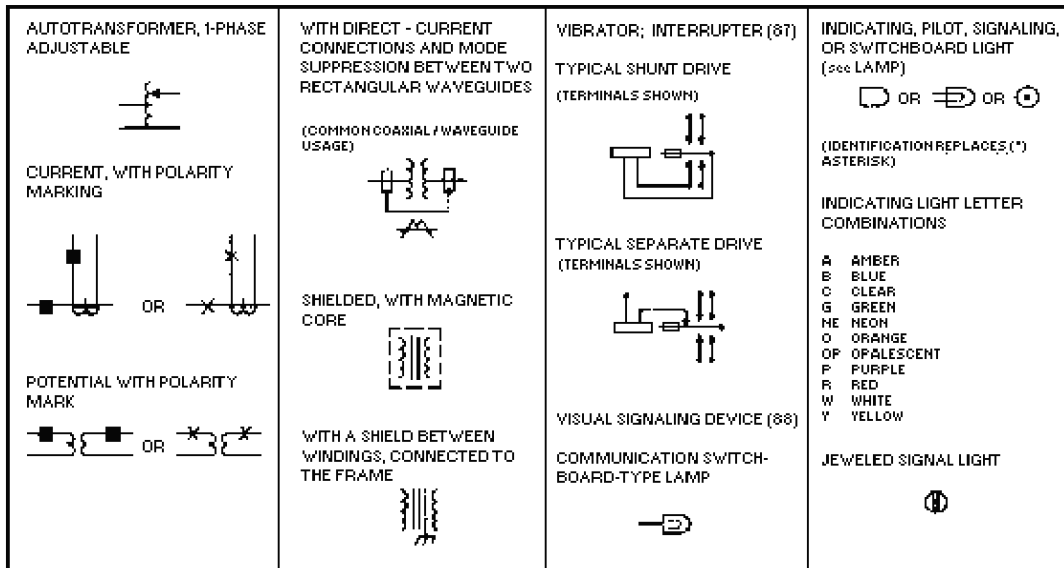 AUTOTRANSFORMER, 1-PHASE
ADJUSTABLE
CURRENT, WITH POLARITY
MARKING
OR
POTENTIAL WITH POLARITY
MARK
OR
WITH DIRECT - CURRENT
CONNECTIONS AND MODE
SUPPRESSION BETWEEN TWO
RECTANGULAR WAVEGUIDES
(COMMON COAXIAL / WAVEGUIDE
USAGE)
SHIELDED, WITH MAGNETIC
CORE
WITH A SHIELD BETWEEN
WINDINGS, CONNECTED TO
THE FRAME
VIBRATOR; INTERRUPTER (87)
TYPICAL SHUNT DRIVE
(TERMINALS SHOWN)
TYPICAL SEPARATE DRIVE
(TERMINALS SHOWN)
VISUAL SIGNALING DEVICE (88)
COMMUNICATION SWITCH-
BOARD-TYPE LAMP
INDICATING, PILOT, SIGNALING,
OR SWITCHBOARD LIGHT
(see LAMP)
OR OR
(IDENTIFICATION REPLACES (*)
ASTERISK)
INDICATING LIGHT LETTER
COMBINATIONS
A AMBER
B BLUE
C CLEAR
G GREEN
NE NEON
O ORANGE
OP OPALESCENT
P PURPLE
R RED
W WHITE
Y YELLOW
JEWELED SIGNAL LIGHT